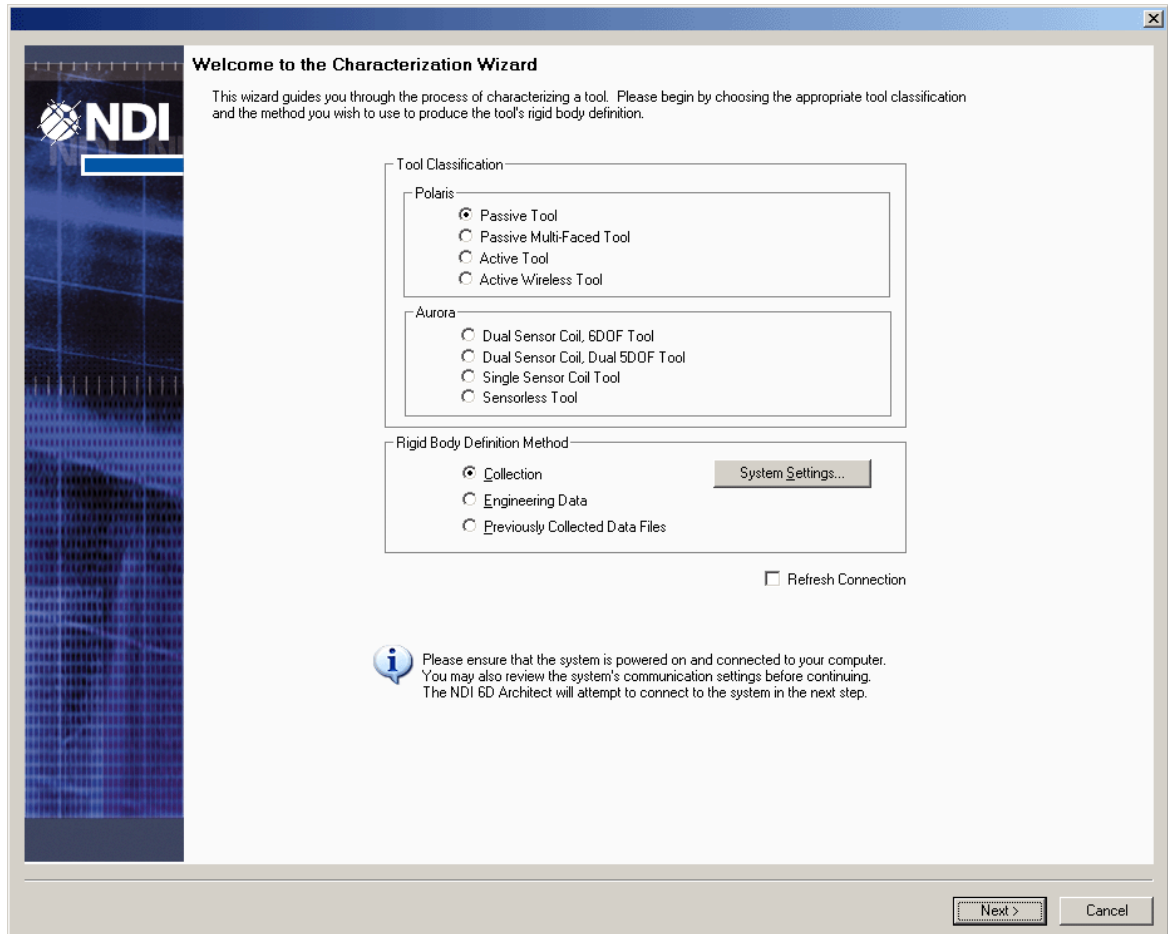 NDI
Welcome to the Characterization Wizard
This wizard guides you through the process of characterizing a tool. Please begin by choosing the appropriate tool classification
and the method you wish to use to produce the tool's rigid body definition.
Tool Classification
Polaris
Passive Tool
Passive Multi-Faced Tool
Active Tool
Active Wireless Tool
Aurora
Dual Sensor Coil, 6DOF Tool
Dual Sensor Coil, Dual 5DOF Tool
Single Sensor Coil Tool
Sensorless Tool
Rigid Body Definition Method
Collection
System Settings...
Engineering Data
Previously Collected Data Files
Refresh Connection
Please ensure that the system is powered on and connected to your computer.
You may also review the system's communication settings before continuing.
The NDI 6D Architect will attempt to connect to the system in the next step.
Next >
Cancel